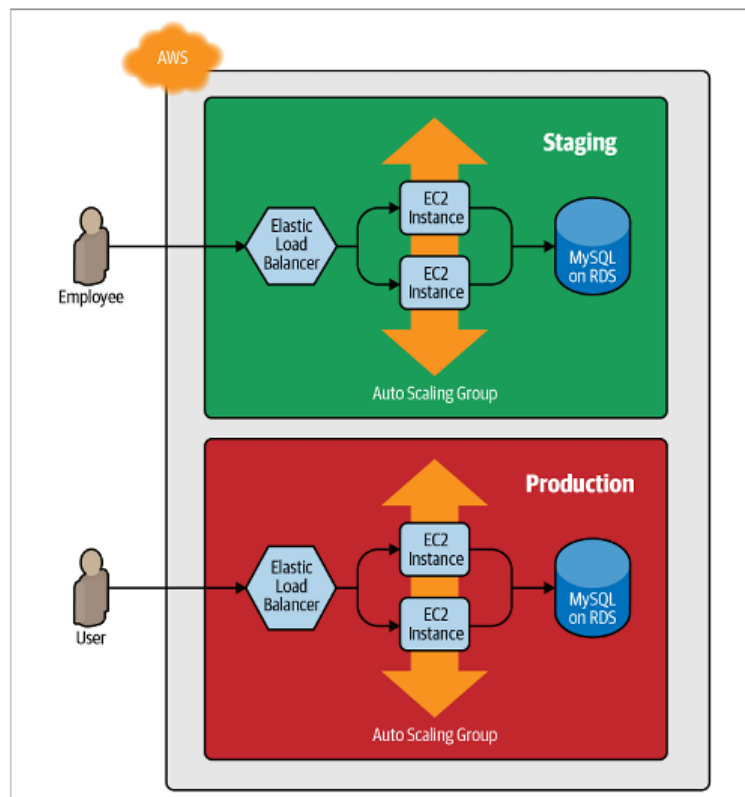 AWS
Staging
Employee
Elastic
Load
Balancer
EC2
Instance
EC2
Instance
MySQL
on RDS
Auto Scaling Group
Production
User
Elastic
Load
Balancer
EC2
Instance
EC2
Instance
MySQL
on RDS
Auto Scaling Group